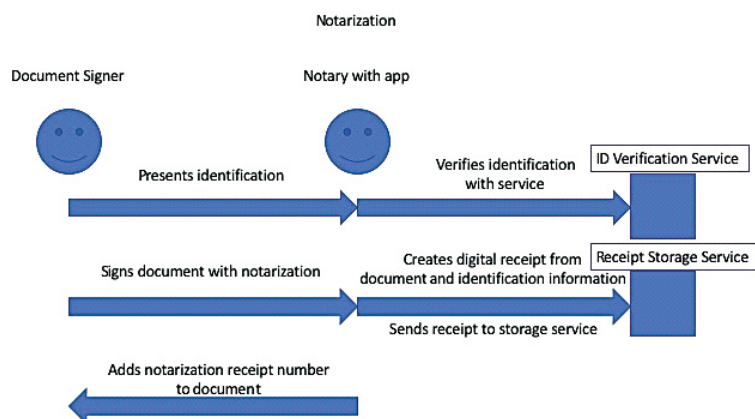 Notarization
Document Signer
Notary with app
Presents identification
Verifies identification
with service
ID Verification Service
Signs document with notarization
Creates digital receipt from
document and identification information
Receipt Storage Service
Sends receipt to storage service
Adds notarization receipt number
to document